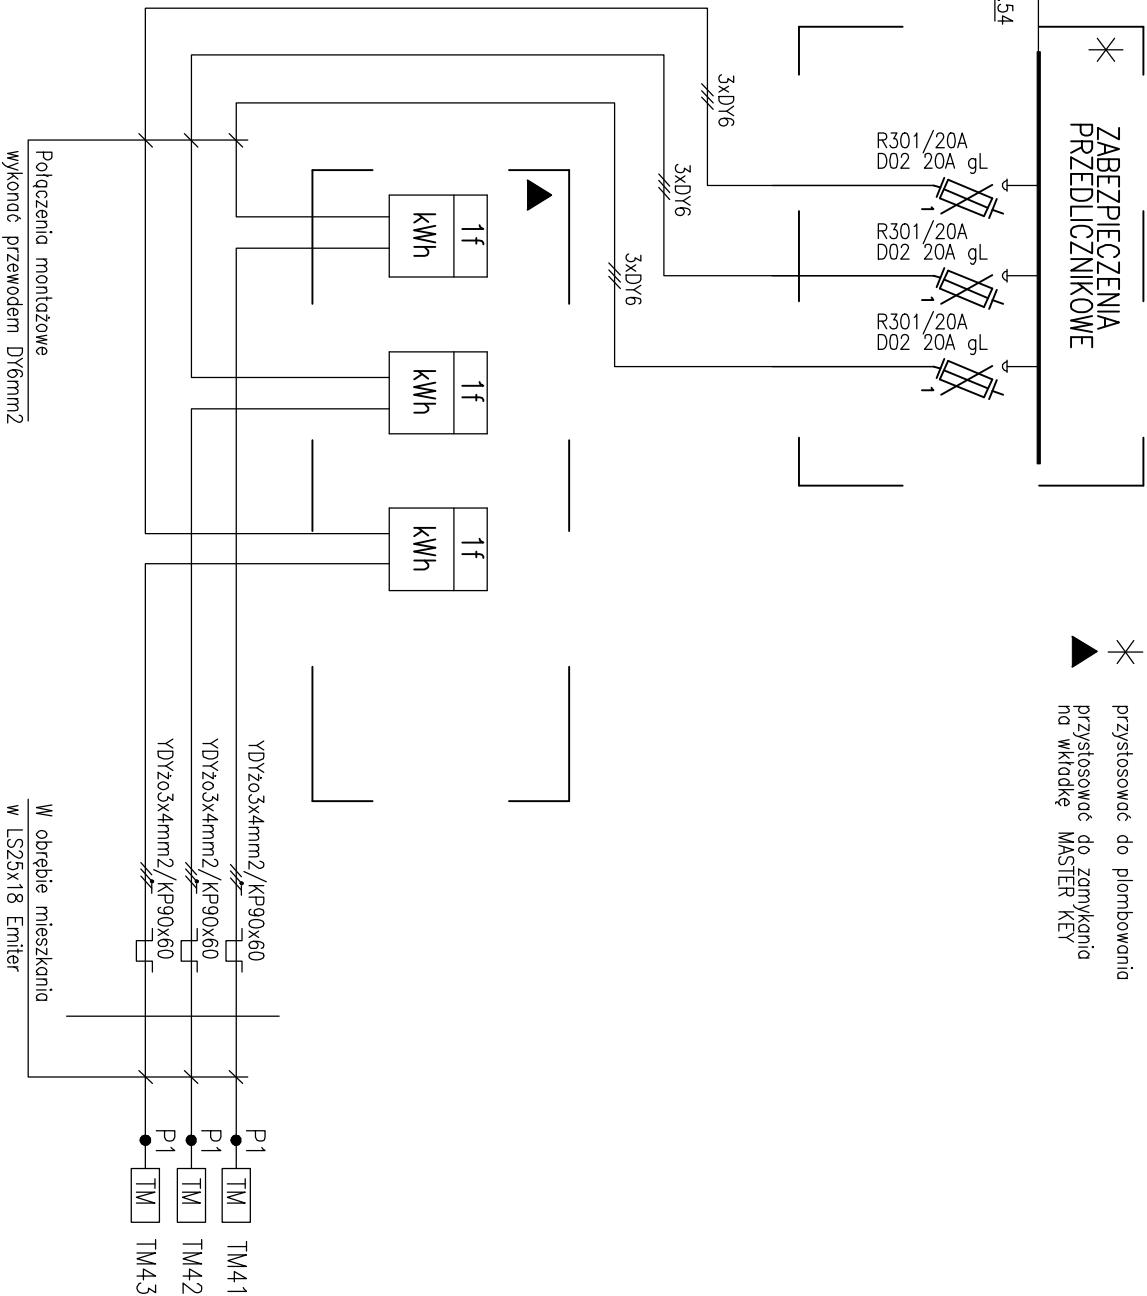 .54
ZABEZPIECZENIA
PRZEDLICZNIKOWE
R301/20A
D02 20A gL
1
R301/20A
D02 20A gL
1
R301/20A
D02 20A gL
1
3xDY6
3xDY6
3xDY6
przystosować do plombowania
przystosować do zamykania
na wkładkę MASTER KEY
1f
kWh
1f
kWh
1f
kWh
Połączenia montażowe
wykonać przewodem DY6mm2
YDYżo3x4mm2/KP90x60
YDYżo3x4mm2/KP90x60
YDYżo3x4mm2/KP90x60
W obrębie mieszkania
w LS25x18 Emiter
P1
TM
TM41
P1
TM
TM42
P1
TM
TM43